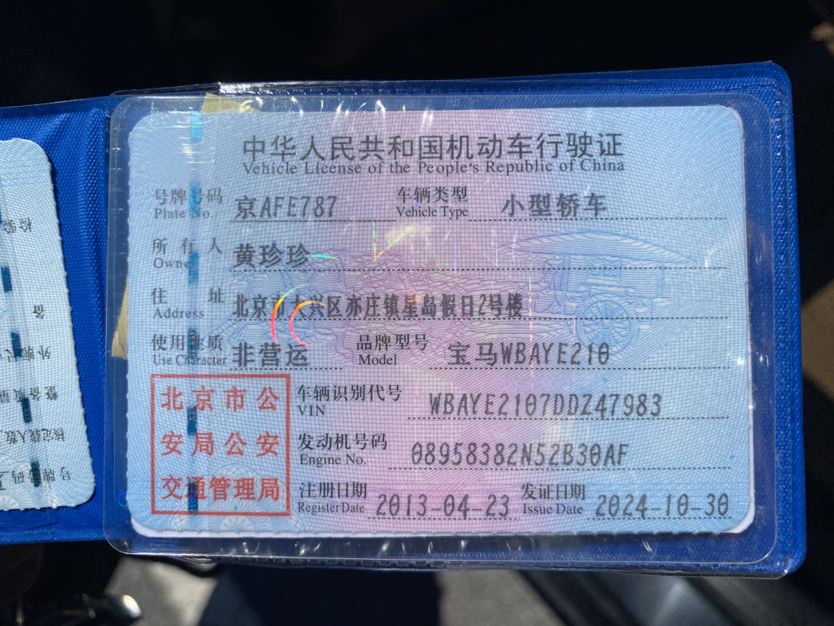 中华人民共和国机动车行驶证
Vehicle License of the People's Republic of China
号牌号码 京AFE787 车辆类型 小型轿车
Plate No. Vehicle Type
所有人 黄珍珍
Owner
住址 北京市大兴区亦庄镇星岛假日2号楼
Address
使用性质 非营运 品牌型号 宝马WBAYE210
Use Character Model
北京市公安局公安交通管理局
车辆识别代号 WBAYE2107DDZ47983
VIN
发动机号码 08958382N52B30AF
Engine No.
注册日期 2013-04-23 发证日期 2024-10-30
Register Date Issue Date